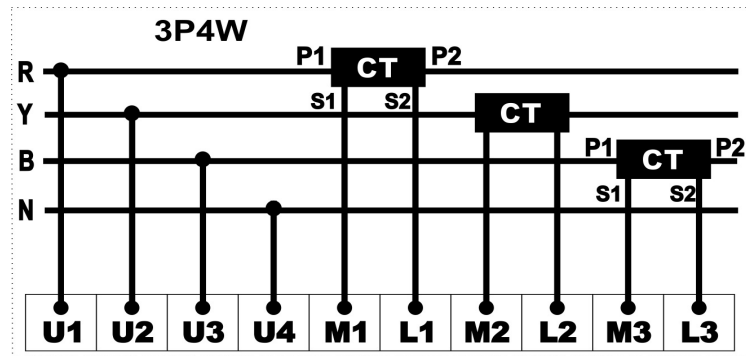 3P4W
R P1 CT P2
S1 S2
Y CT
B P1 CT P2
S1 S2
N
U1 U2 U3 U4 M1 L1 M2 L2 M3 L3